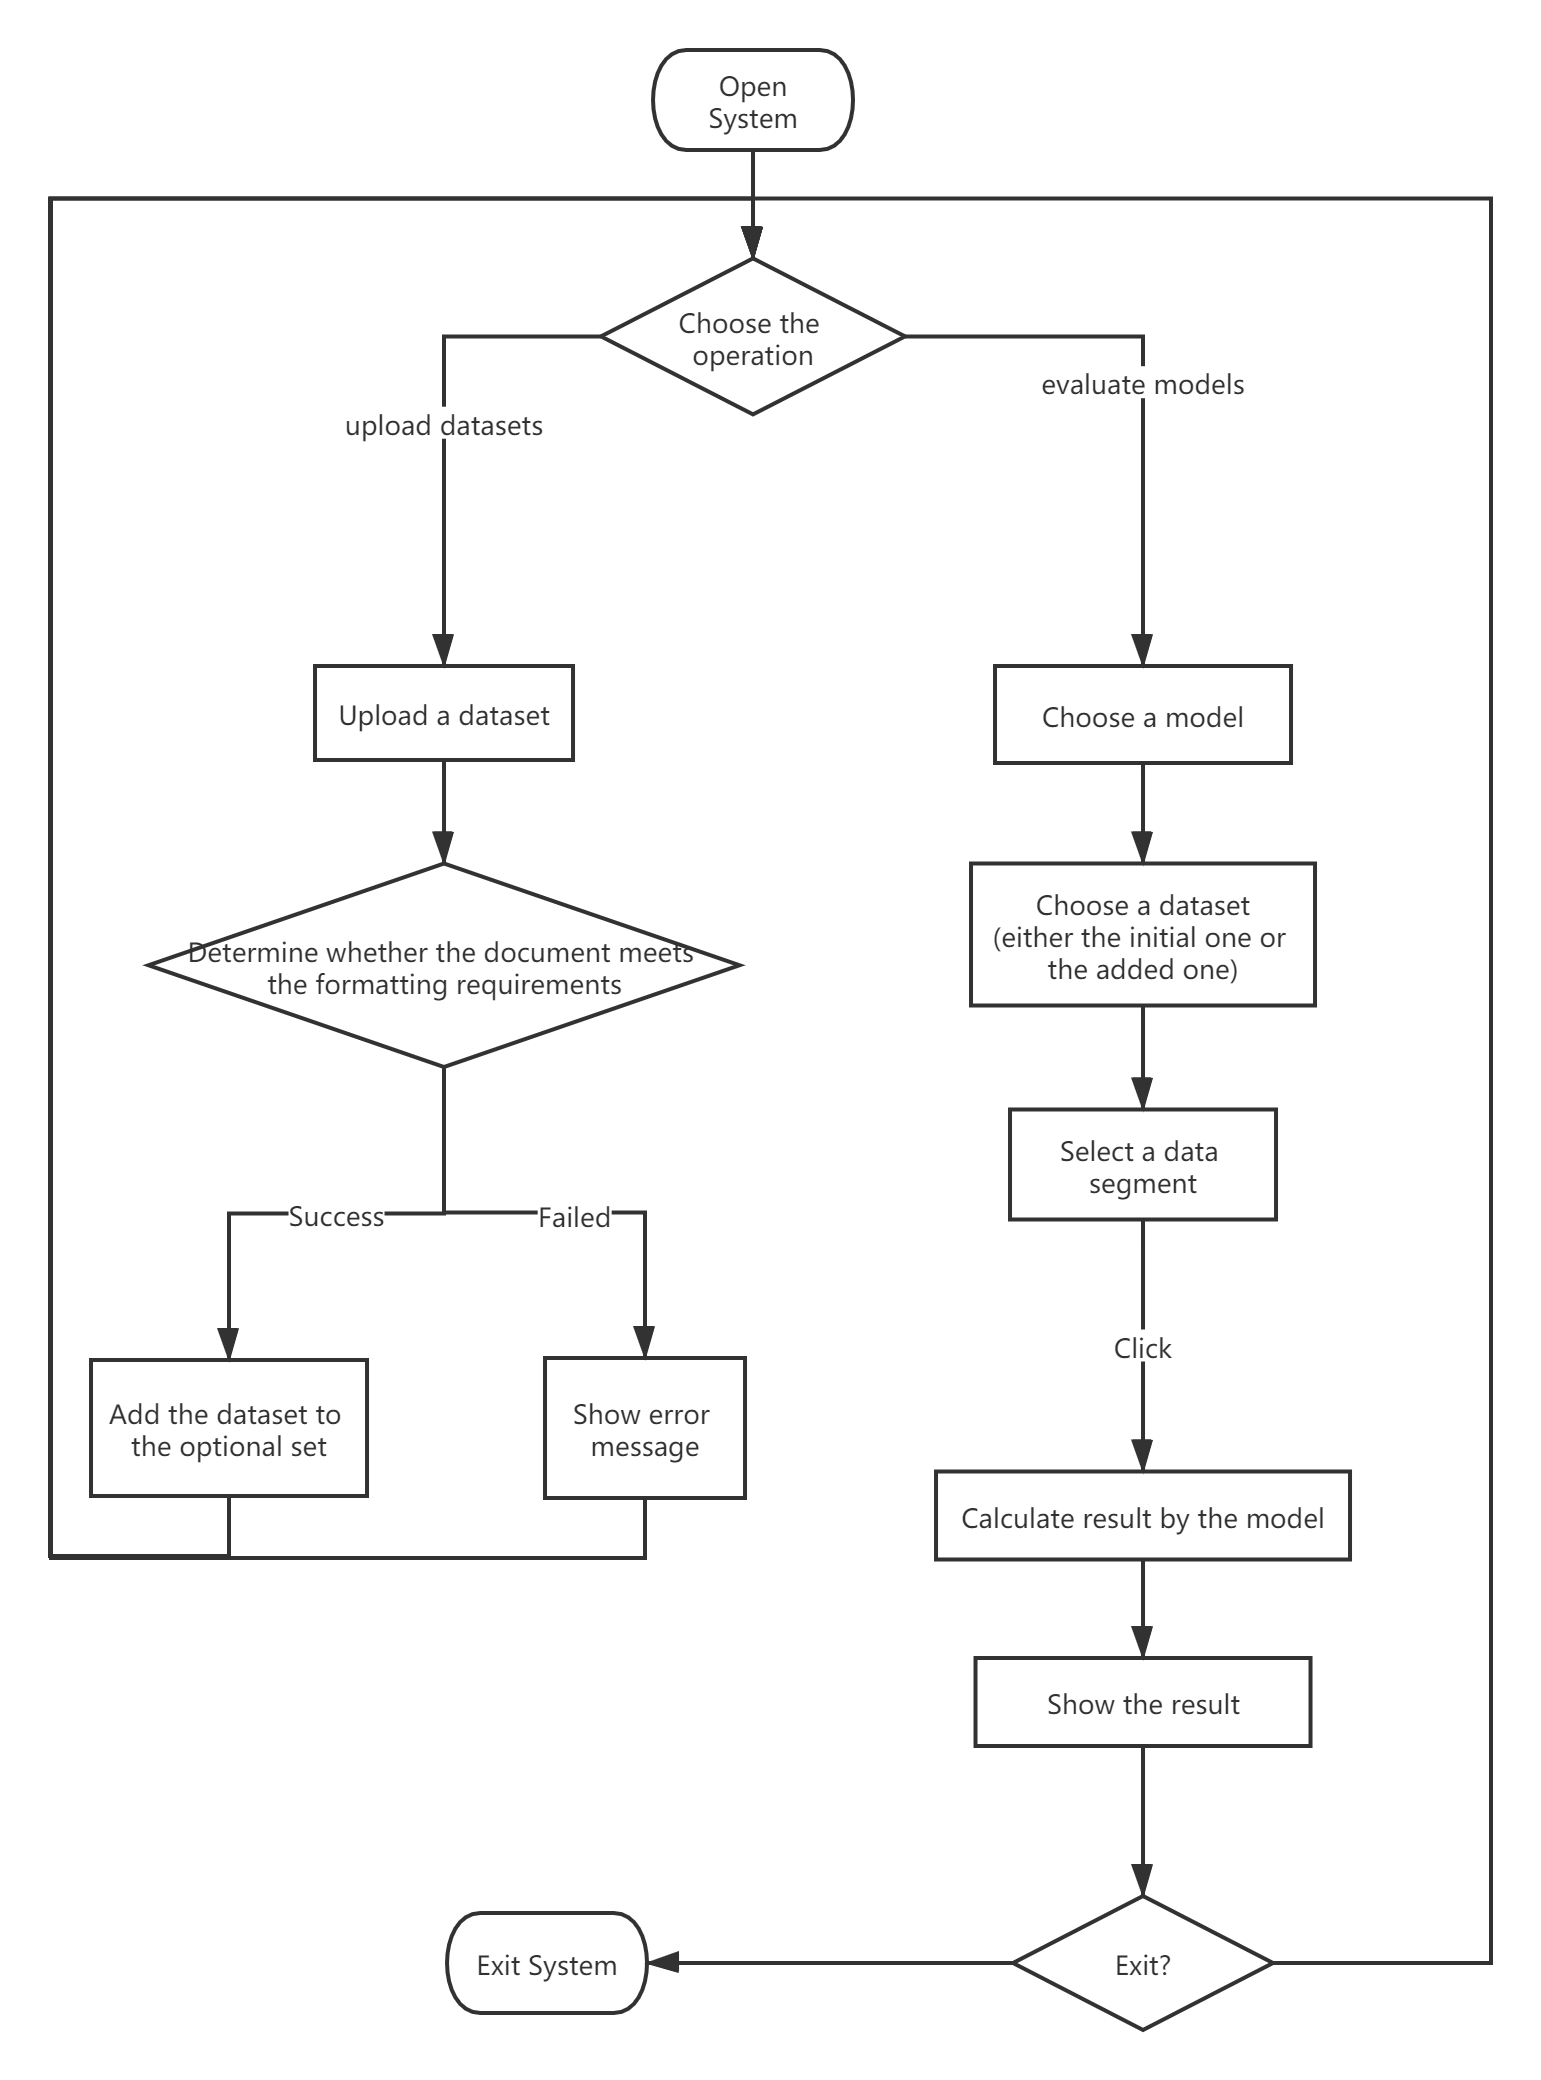 Open
System
Choose the
operation
upload datasets
evaluate models
Upload a dataset
Choose a model
Determine whether the document meets
the formatting requirements
Choose a dataset
(either the initial one or
the added one)
Select a data
segment
Success
Failed
Click
Add the dataset to
the optional set
Show error
message
Calculate result by the model
Show the result
Exit System
Exit?